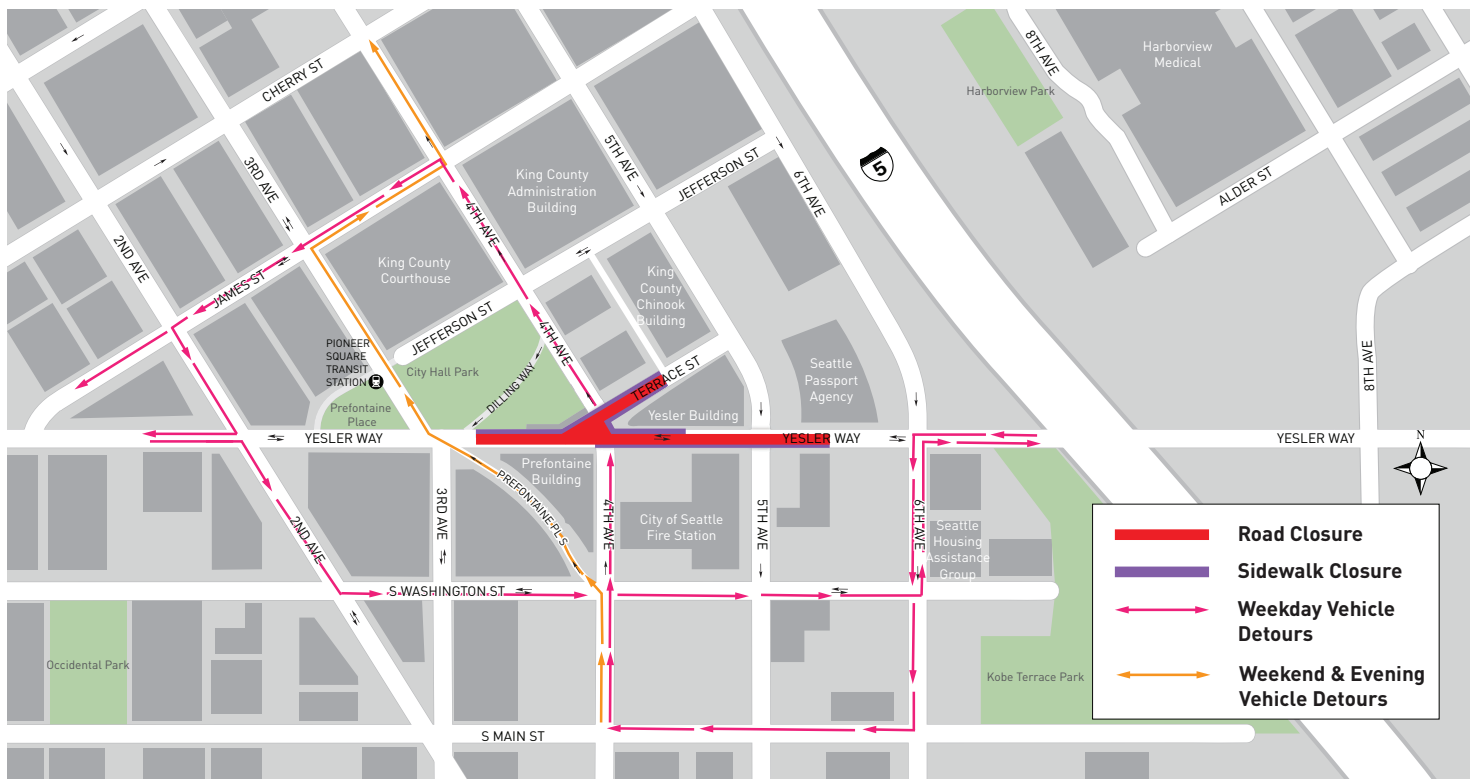 8TH AVE
Harborview
Medical
CHERRY ST
Harborview Park
5TH AVE
5
3RD AVE
JEFFERSON ST
6TH AVE
King County
Administration
Building
ALDER ST
4TH AVE
2ND AVE
King County
Courthouse
King
County
Chinook
Building
JAMES ST
JEFFERSON ST
4TH AVE
PIONEER
SQUARE
TRANSIT
STATION
City Hall Park
DILLING WAY
TERRACE ST
Seattle
Passport
Agency
8TH AVE
Prefontaine
Place
Yesler Building
YESLER WAY
YESLER WAY
YESLER WAY
N
Prefontaine
Building
PREFONTAINE PL S
3RD AVE
4TH AVE
City of Seattle
Fire Station
5TH AVE
6TH AVE
Seattle
Housing
Assistance
Group
2ND AVE
S WASHINGTON ST
Occidental Park
Kobe Terrace Park
S MAIN ST
Road Closure
Sidewalk Closure
Weekday Vehicle
Detours
Weekend & Evening
Vehicle Detours